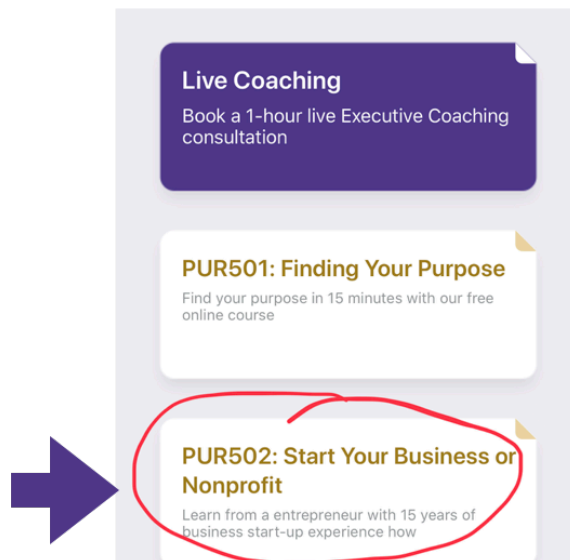 Live Coaching
Book a 1-hour live Executive Coaching
consultation
PUR501: Finding Your Purpose
Find your purpose in 15 minutes with our free
online course
PUR502: Start Your Business or
Nonprofit
Learn from a entrepreneur with 15 years of
business start-up experience how